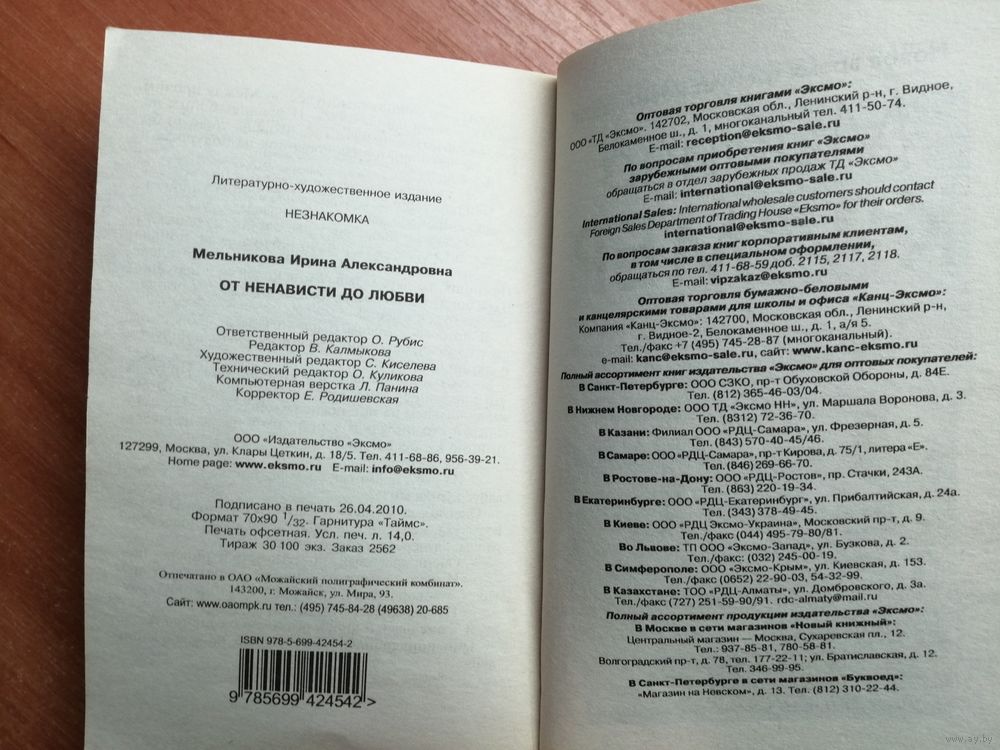 Литературно-художественное издание
НЕЗНАКОМКА
Мельникова Ирина Александровна
ОТ НЕНАВИСТИ ДО ЛЮБВИ
Ответственный редактор О. Рубис
Редактор В. Калмыкова
Художественный редактор С. Киселева
Технический редактор О. Куликова
Компьютерная верстка Л. Панина
Корректор Е. Родишевская
ООО «Издательство «Эксмо»
127299, Москва, ул. Клары Цеткин, д. 18/5. Тел. 411-68-86, 956-39-21.
Home page: www.eksmo.ru E-mail: info@eksmo.ru
Подписано в печать 26.04.2010.
Формат 70x90 1/32. Гарнитура «Таймс».
Печать офсетная. Усл. печ. л. 14,0.
Тираж 30 100 экз. Заказ 2562
Отпечатано в ОАО «Можайский полиграфический комбинат».
143200, г. Можайск, ул. Мира, 93.
Сайт: www.oaompk.ru тел.: (495) 745-84-28 (49638) 20-685
ISBN 978-5-699-42454-2
9 785699 424542>
Оптовая торговля книгами «Эксмо»:
ООО «ТД «Эксмо». 142702, Московская обл., Ленинский р-н, г. Видное,
Белокаменное ш., д. 1, многоканальный тел. 411-50-74.
E-mail: reception@eksmo-sale.ru
По вопросам приобретения книг «Эксмо»
зарубежными оптовыми покупателями
обращаться в отдел зарубежных продаж ТД «Эксмо»
E-mail: international@eksmo-sale.ru
International Sales: International wholesale customers should contact
Foreign Sales Department of Trading House «Eksmo» for their orders.
international@eksmo-sale.ru
По вопросам заказа книг корпоративным клиентам,
в том числе в специальном оформлении,
обращаться по тел. 411-68-59 доб. 2115, 2117, 2118.
E-mail: vipzakaz@eksmo.ru
Оптовая торговля бумажно-беловыми
и канцелярскими товарами для школы и офиса «Канц-Эксмо»:
Компания «Канц-Эксмо»: 142700, Московская обл., Ленинский р-н,
г. Видное-2, Белокаменное ш., д. 1, а/я 5.
Тел./факс +7 (495) 745-28-87 (многоканальный).
e-mail: kanc@eksmo-sale.ru, сайт: www.kanc-eksmo.ru
Полный ассортимент книг издательства «Эксмо» для оптовых покупателей:
В Санкт-Петербурге: ООО СЗКО, пр-т Обуховской Обороны, д. 84Е.
Тел. (812) 365-46-03/04.
В Нижнем Новгороде: ООО ТД «Эксмо НН», ул. Маршала Воронова, д. 3.
Тел. (8312) 72-36-70.
В Казани: Филиал ООО «РДЦ-Самара», ул. Фрезерная, д. 5.
Тел. (843) 570-40-45/46.
В Самаре: ООО «РДЦ-Самара», пр-т Кирова, д. 75/1, литера «Е».
Тел. (846) 269-66-70.
В Ростове-на-Дону: ООО «РДЦ-Ростов», пр. Стачки, 243А.
Тел. (863) 220-19-34.
В Екатеринбурге: ООО «РДЦ-Екатеринбург», ул. Прибалтийская, д. 24а.
Тел. (343) 378-49-45.
В Киеве: ООО «РДЦ Эксмо-Украина», Московский пр-т, д. 9.
Тел./факс (044) 495-79-80/81.
Во Львове: ТП ООО «Эксмо-Запад», ул. Бузкова, д. 2.
Тел./факс: (032) 245-00-19.
В Симферополе: ООО «Эксмо-Крым», ул. Киевская, д. 153.
Тел./факс (0652) 22-90-03, 54-32-99.
В Казахстане: ТОО «РДЦ-Алматы», ул. Домбровского, д. 3а.
Тел./факс (727) 251-59-90/91. rdc-almaty@mail.ru
Полный ассортимент продукции издательства «Эксмо»:
В Москве в сети магазинов «Новый книжный»:
Центральный магазин — Москва, Сухаревская пл., 12.
Тел.: 937-85-81, 780-58-81.
Волгоградский пр-т, д. 78, тел. 177-22-11; ул. Братиславская, д. 12.
Тел. 346-99-95.
В Санкт-Петербурге в сети магазинов «Буквоед»:
«Магазин на Невском», д. 13. Тел. (812) 310-22-44.
www.ay.by